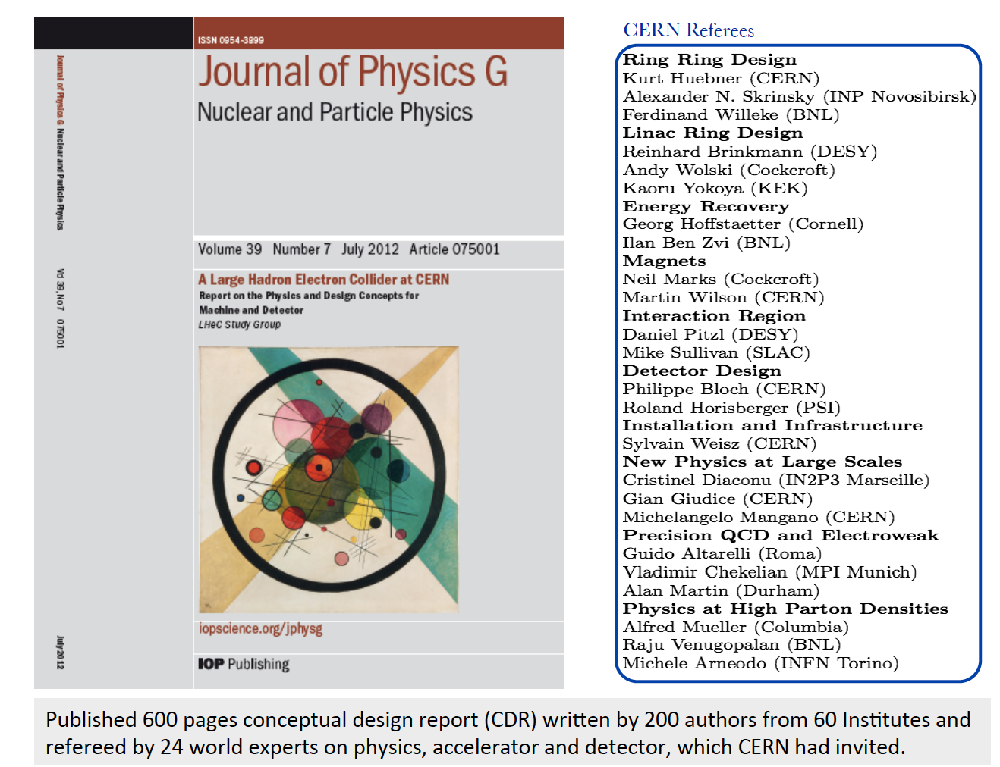 ISSN 0954-3899
Journal of Physics G
Nuclear and Particle Physics
Journal of Physics G Nuclear and Particle Physics
Vol 39, No 7 075001
July 2012
Volume 39 Number 7 July 2012 Article 075001
A Large Hadron Electron Collider at CERN
Report on the Physics and Design Concepts for
Machine and Detector
LHeC Study Group
iopscience.org/jphysg
IOP Publishing
CERN Referees
Ring Ring Design
Kurt Huebner (CERN)
Alexander N. Skrinsky (INP Novosibirsk)
Ferdinand Willeke (BNL)
Linac Ring Design
Reinhard Brinkmann (DESY)
Andy Wolski (Cockcroft)
Kaoru Yokoya (KEK)
Energy Recovery
Georg Hoffstaetter (Cornell)
Ilan Ben Zvi (BNL)
Magnets
Neil Marks (Cockcroft)
Martin Wilson (CERN)
Interaction Region
Daniel Pitzl (DESY)
Mike Sullivan (SLAC)
Detector Design
Philippe Bloch (CERN)
Roland Horisberger (PSI)
Installation and Infrastructure
Sylvain Weisz (CERN)
New Physics at Large Scales
Cristinel Diaconu (IN2P3 Marseille)
Gian Giudice (CERN)
Michelangelo Mangano (CERN)
Precision QCD and Electroweak
Guido Altarelli (Roma)
Vladimir Chekelian (MPI Munich)
Alan Martin (Durham)
Physics at High Parton Densities
Alfred Mueller (Columbia)
Raju Venugopalan (BNL)
Michele Arneodo (INFN Torino)
Published 600 pages conceptual design report (CDR) written by 200 authors from 60 Institutes and
refereed by 24 world experts on physics, accelerator and detector, which CERN had invited.